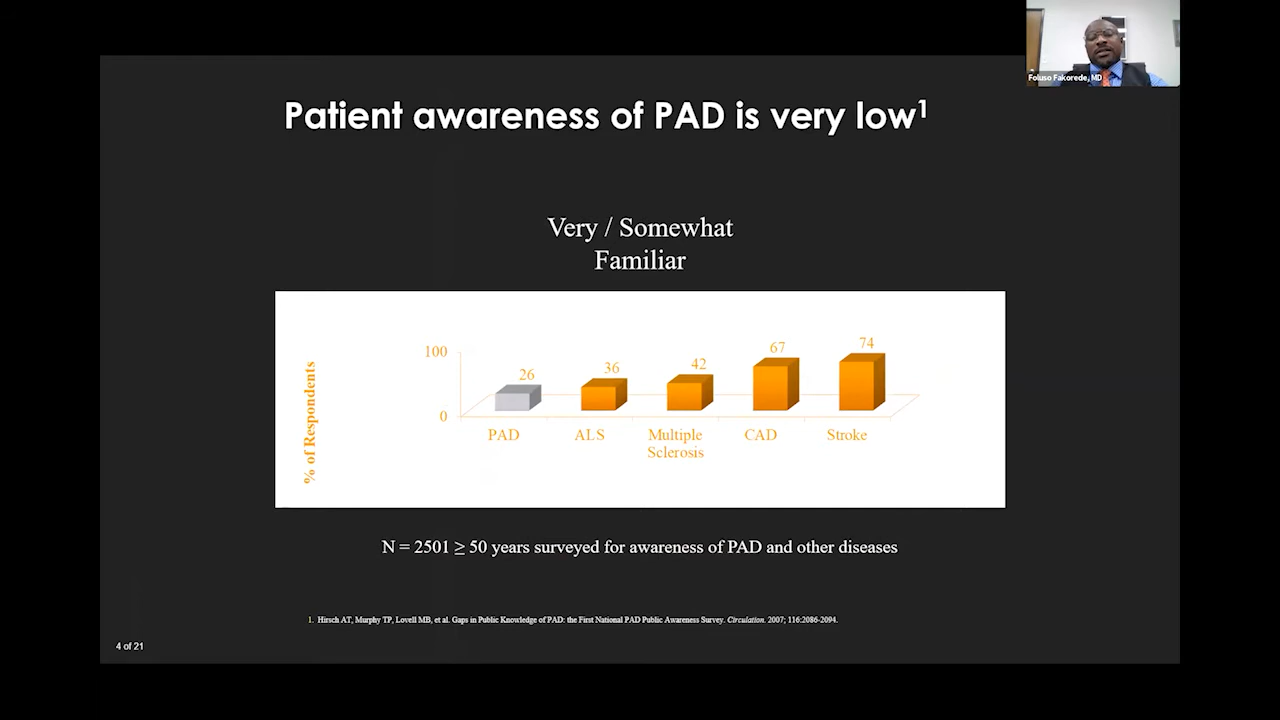 Foluso Fakorede, MD
Patient awareness of PAD is very low1
Very / Somewhat
Familiar
% of Respondents
100
0
26
36
42
67
74
PAD
ALS
Multiple
Sclerosis
CAD
Stroke
N = 2501 ≥ 50 years surveyed for awareness of PAD and other diseases
1. Hirsch AT, Murphy TP, Lovell MB, et al. Gaps in Public Knowledge of PAD: the First National PAD Public Awareness Survey. Circulation. 2007; 116:2086-2094.
4 of 21